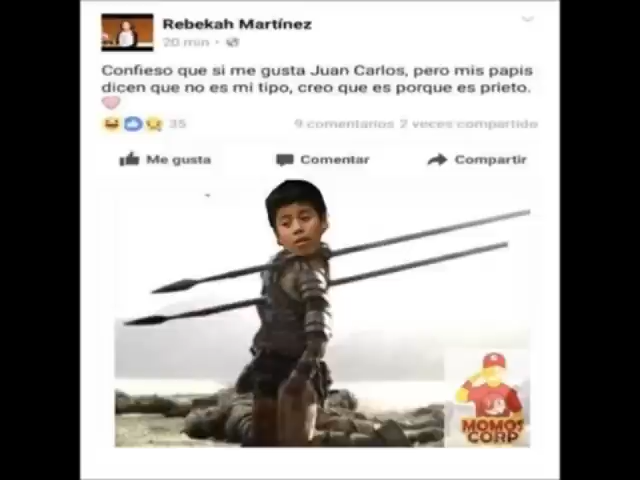 Rebekah Martínez
20 min
Confieso que si me gusta Juan Carlos, pero mis papis
dicen que no es mi tipo, creo que es porque es prieto.
35
9 comentarios 2 veces compartido
Me gusta
Comentar
Compartir
MOMOS
CORP